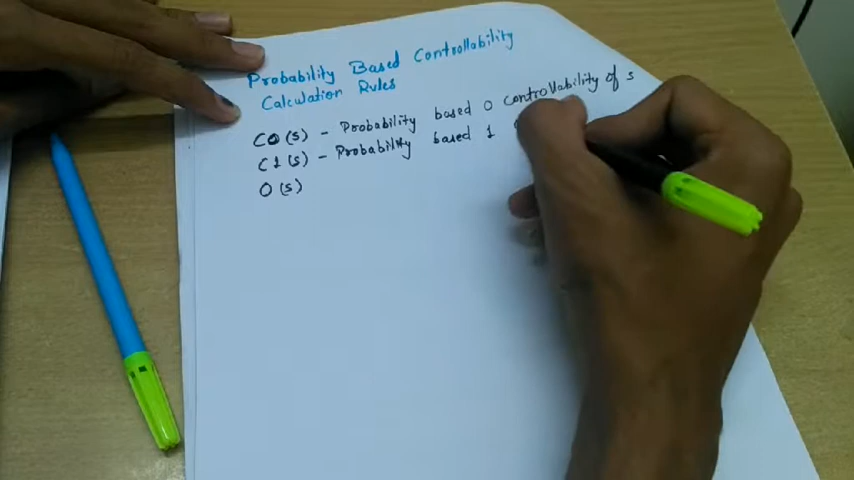 Probability Based Controllability
Calculation Rules
C0(s) - Probability based 0 controllability of s
C1(s) - Probability based 1
O(s)